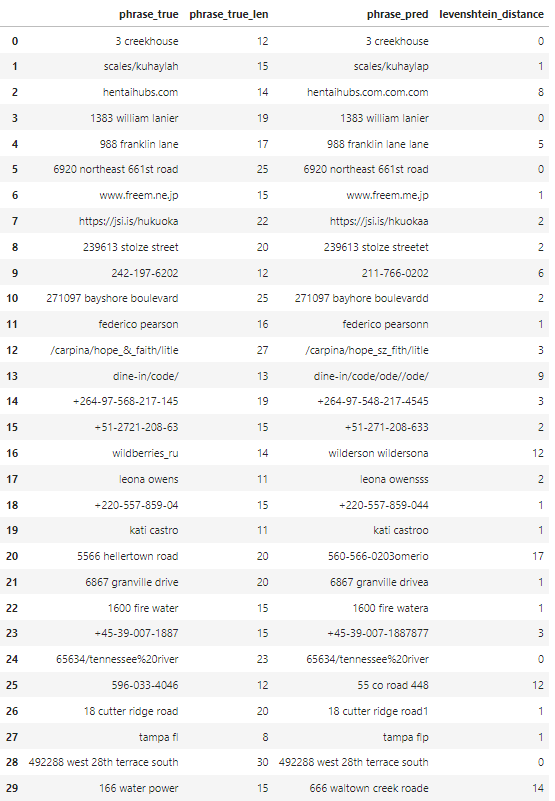 phrase_true phrase_true_len phrase_pred levenshtein_distance
0 3 creekhouse 12 3 creekhouse 0
1 scales/kuhaylah 15 scales/kuhaylap 1
2 hentaihubs.com 14 hentaihubs.com.com.com 8
3 1383 william lanier 19 1383 william lanier 0
4 988 franklin lane 17 988 franklin lane lane 5
5 6920 northeast 661st road 25 6920 northeast 661st road 0
6 www.freem.ne.jp 15 www.freem.me.jp 1
7 https://jsi.is/hukuoka 22 https://jsi.is/hkuokaa 2
8 239613 stolze street 20 239613 stolze streetet 2
9 242-197-6202 12 211-766-0202 6
10 271097 bayshore boulevard 25 271097 bayhore boulevardd 2
11 federico pearson 16 federico pearsonn 1
12 /carpina/hope_&_faith/litle 27 /carpina/hope_sz_fith/litle 3
13 dine-in/code/ 13 dine-in/code/ode//ode/ 9
14 +264-97-568-217-145 19 +264-97-548-217-4545 3
15 +51-2721-208-63 15 +51-271-208-633 2
16 wildberries_ru 14 wilderson wildersona 12
17 leona owens 11 leona owensss 2
18 +220-557-859-04 15 +220-557-859-044 1
19 kati castro 11 kati castroo 1
20 5566 hellertown road 20 560-566-0203omerio 17
21 6867 granville drive 20 6867 granville drivea 1
22 1600 fire water 15 1600 fire watera 1
23 +45-39-007-1887 15 +45-39-007-1887877 3
24 65634/tennessee%20river 23 65634/tennessee%20river 0
25 596-033-4046 12 55 co road 448 12
26 18 cutter ridge road 20 18 cutter ridge road1 1
27 tampa fl 8 tampa flp 1
28 492288 west 28th terrace south 30 492288 west 28th terrace south 0
29 166 water power 15 666 waltown creek roade 14